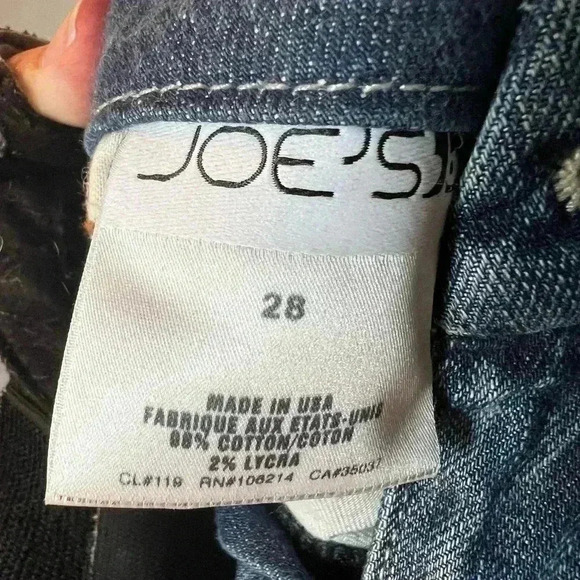 JOE'S
28
MADE IN USA
FABRIQUE AUX ETATS-UNIS
98% COTTON/COTON
2% LYCRA
CL#119 RN#106214 CA#35037